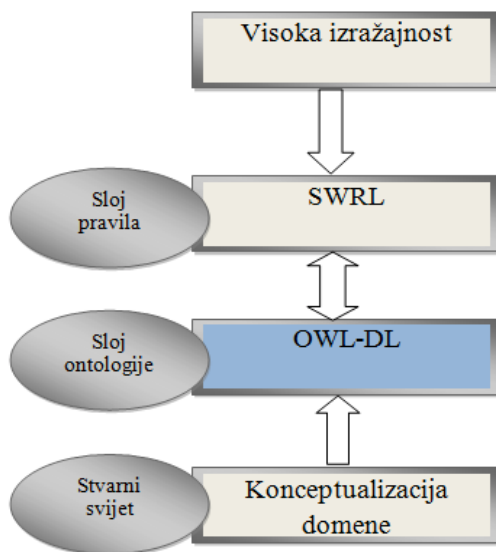 Visoka izražajnost
Sloj
pravila
SWRL
Sloj
ontologije
OWL-DL
Stvarni
svijet
Konceptualizacija
domene